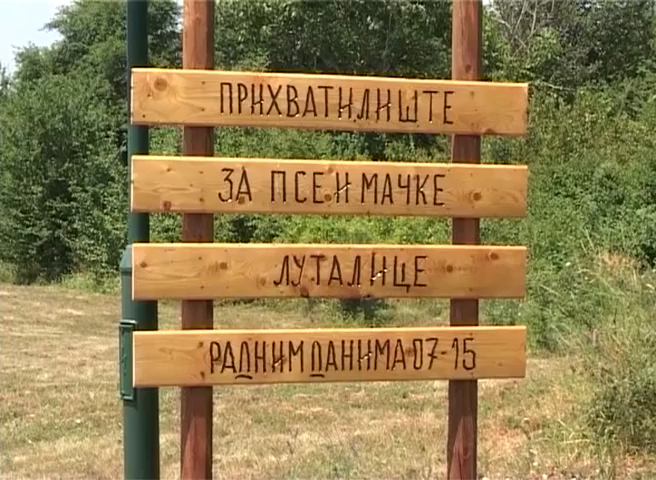 ПРИХВАТИЛИШТЕ
ЗА ПСЕ И МАЧКЕ
ЛУТАЛИЦЕ
РАДНИМ ДАНИМА 07-15